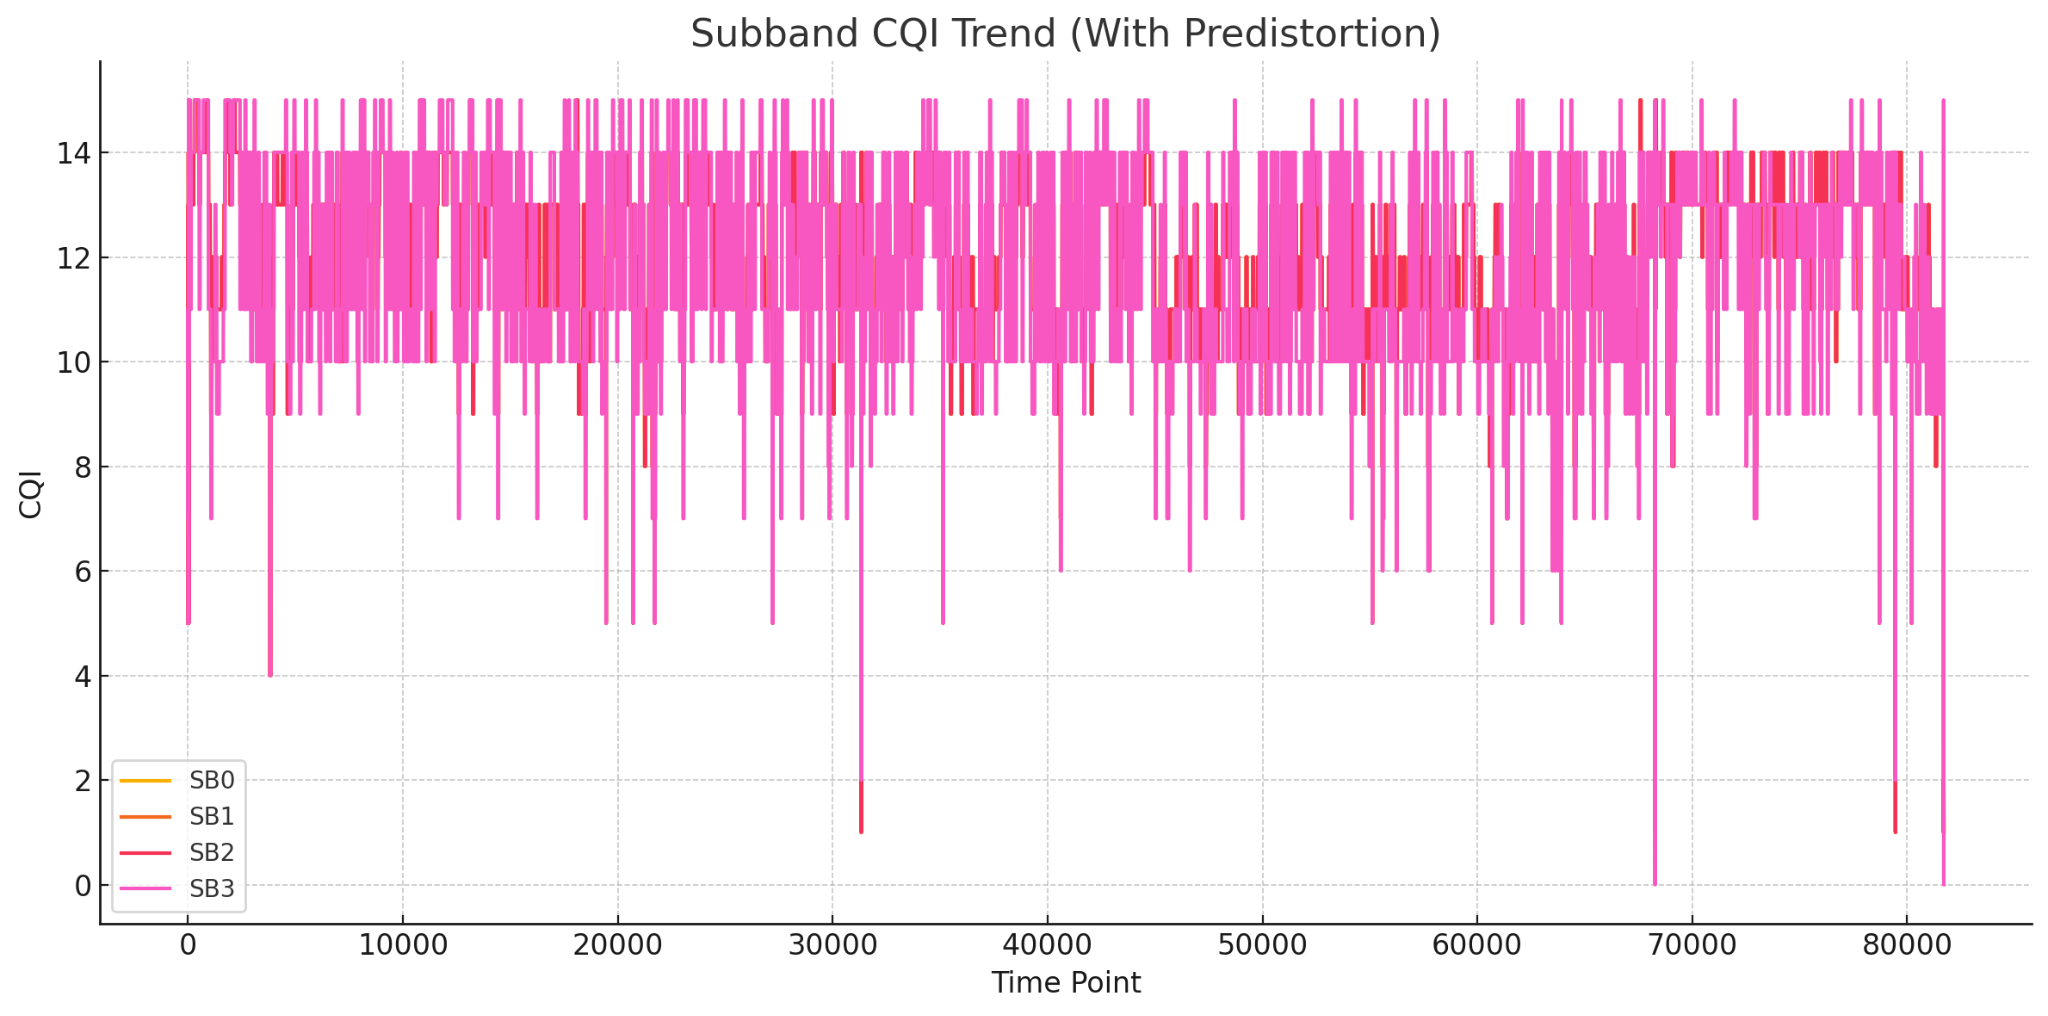 Subband CQI Trend (With Predistortion)
14
12
10
8
6
4
2
0
CQI
SB0
SB1
SB2
SB3
0 10000 20000 30000 40000 50000 60000 70000 80000
Time Point